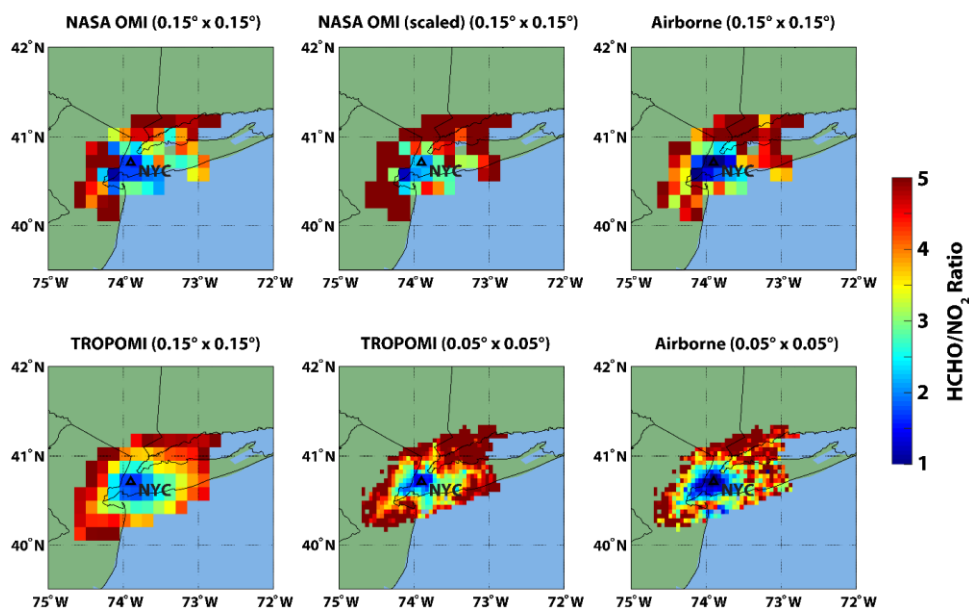 NASA OMI (0.15° x 0.15°)
NASA OMI (scaled) (0.15° x 0.15°)
Airborne (0.15° x 0.15°)
42°N
41°N
40°N
75°W 74°W 73°W 72°W
NYC
42°N
41°N
40°N
75°W 74°W 73°W 72°W
NYC
42°N
41°N
40°N
75°W 74°W 73°W 72°W
NYC
TROPOMI (0.15° x 0.15°)
TROPOMI (0.05° x 0.05°)
Airborne (0.05° x 0.05°)
42°N
41°N
40°N
75°W 74°W 73°W 72°W
NYC
42°N
41°N
40°N
75°W 74°W 73°W 72°W
NYC
42°N
41°N
40°N
75°W 74°W 73°W 72°W
NYC
5
4
3
2
1
HCHO/NO₂ Ratio